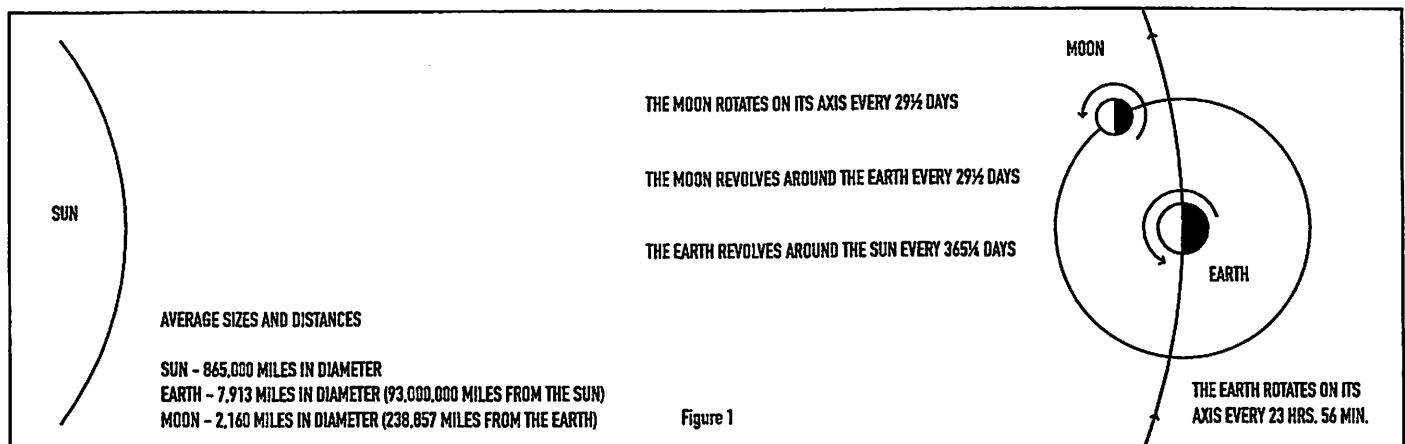 MOON
THE MOON ROTATES ON ITS AXIS EVERY 29½ DAYS
THE MOON REVOLVES AROUND THE EARTH EVERY 29½ DAYS
SUN
THE EARTH REVOLVES AROUND THE SUN EVERY 365¼ DAYS
EARTH
AVERAGE SIZES AND DISTANCES
SUN – 865,000 MILES IN DIAMETER
EARTH – 7,913 MILES IN DIAMETER (93,000,000 MILES FROM THE SUN)
MOON – 2,160 MILES IN DIAMETER (238,857 MILES FROM THE EARTH)
Figure 1
THE EARTH ROTATES ON ITS
AXIS EVERY 23 HRS. 56 MIN.